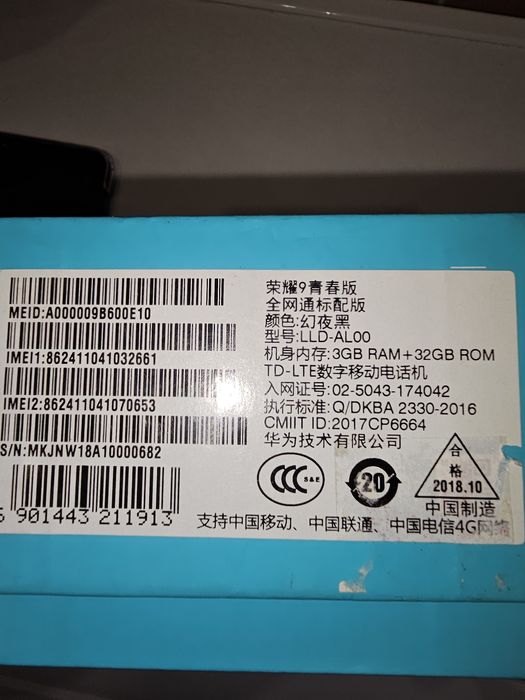 MEID:A000009B600E10
IMEI1:862411041032661
IMEI2:862411041070653
S/N:MKJNW18A10000682
6 901443 211913
荣耀9青春版
全网通标配版
颜色:幻夜黑
型号:LLD-AL00
机身内存:3GB RAM+32GB ROM
TD-LTE数字移动电话机
入网证号:02-5043-174042
执行标准:Q/DKBA 2330-2016
CMIIT ID:2017CP6664
华为技术有限公司
CCC S&E
20
合
格
2018.10
中国制造
支持中国移动、中国联通、中国电信4G网络